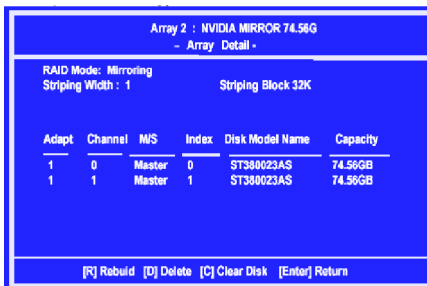 Array 2 : NVIDIA MIRROR 74.56G
- Array Detail -
RAID Mode: Mirroring
Striping Width : 1 Striping Block 32K
Adapt Channel M/S Index Disk Model Name Capacity
1 0 Master 0 ST380023AS 74.56GB
1 1 Master 1 ST380023AS 74.56GB
[R] Rebuid [D] Delete [C] Clear Disk [Enter] Return